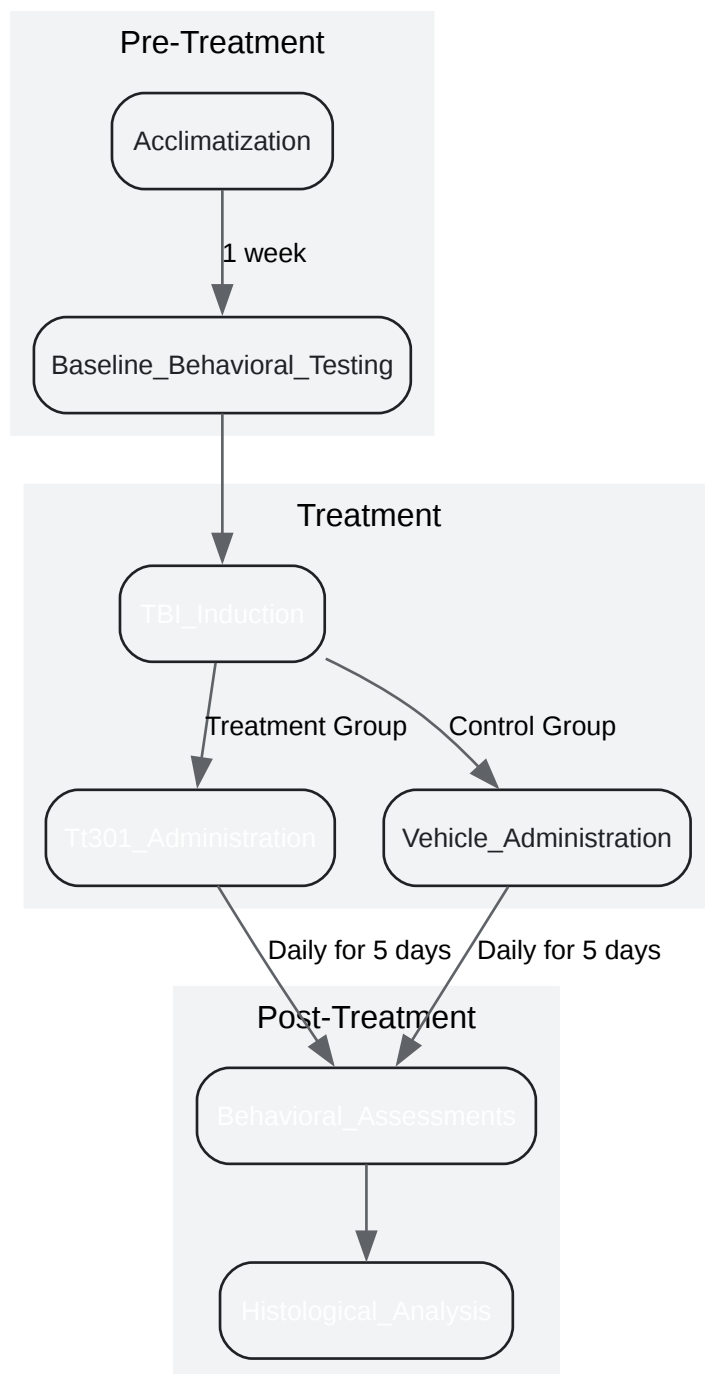 Pre-Treatment
Acclimatization
1 week
Baseline_Behavioral_Testing
Treatment
TBI_Induction
Treatment Group
Control Group
Tt301_Administration
Vehicle_Administration
Daily for 5 days
Daily for 5 days
Post-Treatment
Behavioral_Assessments
Histological_Analysis